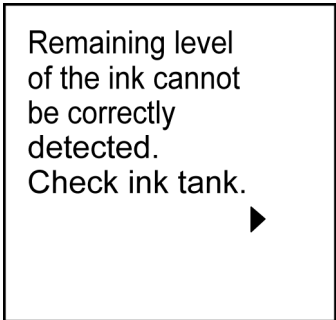 Remaining level
of the ink cannot
be correctly
detected.
Check ink tank.